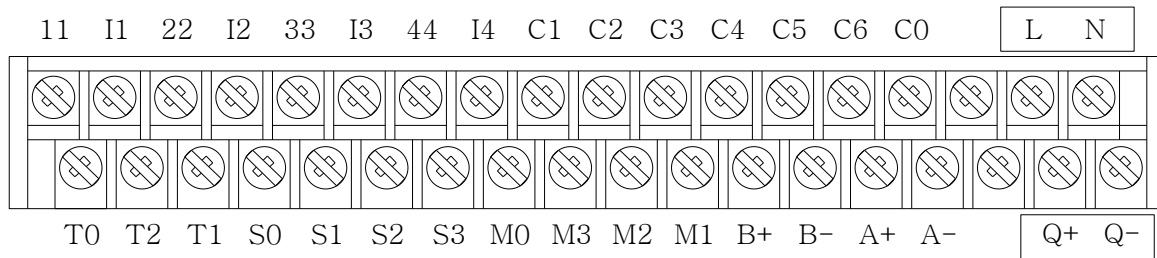 11 I1 22 I2 33 I3 44 I4 C1 C2 C3 C4 C5 C6 C0 L N
T0 T2 T1 S0 S1 S2 S3 M0 M3 M2 M1 B+ B- A+ A- Q+ Q-